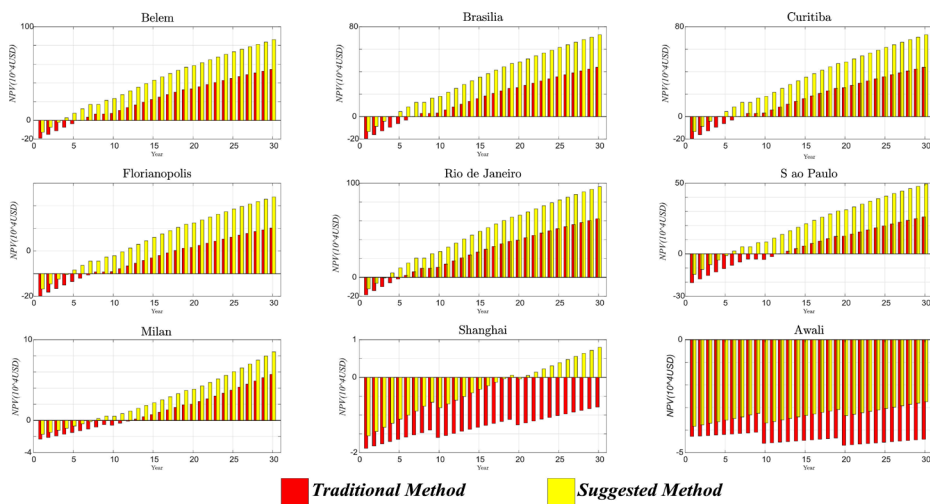 Belem
100
NPV(10^4USD)
0
-20
0 5 10 15 20 25 30
Year
Brasilia
80
NPV(10^4USD)
0
-20
0 5 10 15 20 25 30
Year
Curitiba
80
NPV(10^4USD)
0
-20
0 5 10 15 20 25 30
Year
Florianopolis
NPV(10^4USD)
0
-20
0 5 10 15 20 25 30
Year
Rio de Janeiro
100
NPV(10^4USD)
0
-20
0 5 10 15 20 25 30
Year
S ao Paulo
50
NPV(10^4USD)
0
-30
0 5 10 15 20 25 30
Year
Milan
10
NPV(10^4USD)
0
-4
0 5 10 15 20 25 30
Year
Shanghai
1
NPV(10^4USD)
0
-1
-2
0 5 10 15 20 25 30
Year
Awali
0
NPV(10^4USD)
-5
0 5 10 15 20 25 30
Year
Traditional Method
Suggested Method